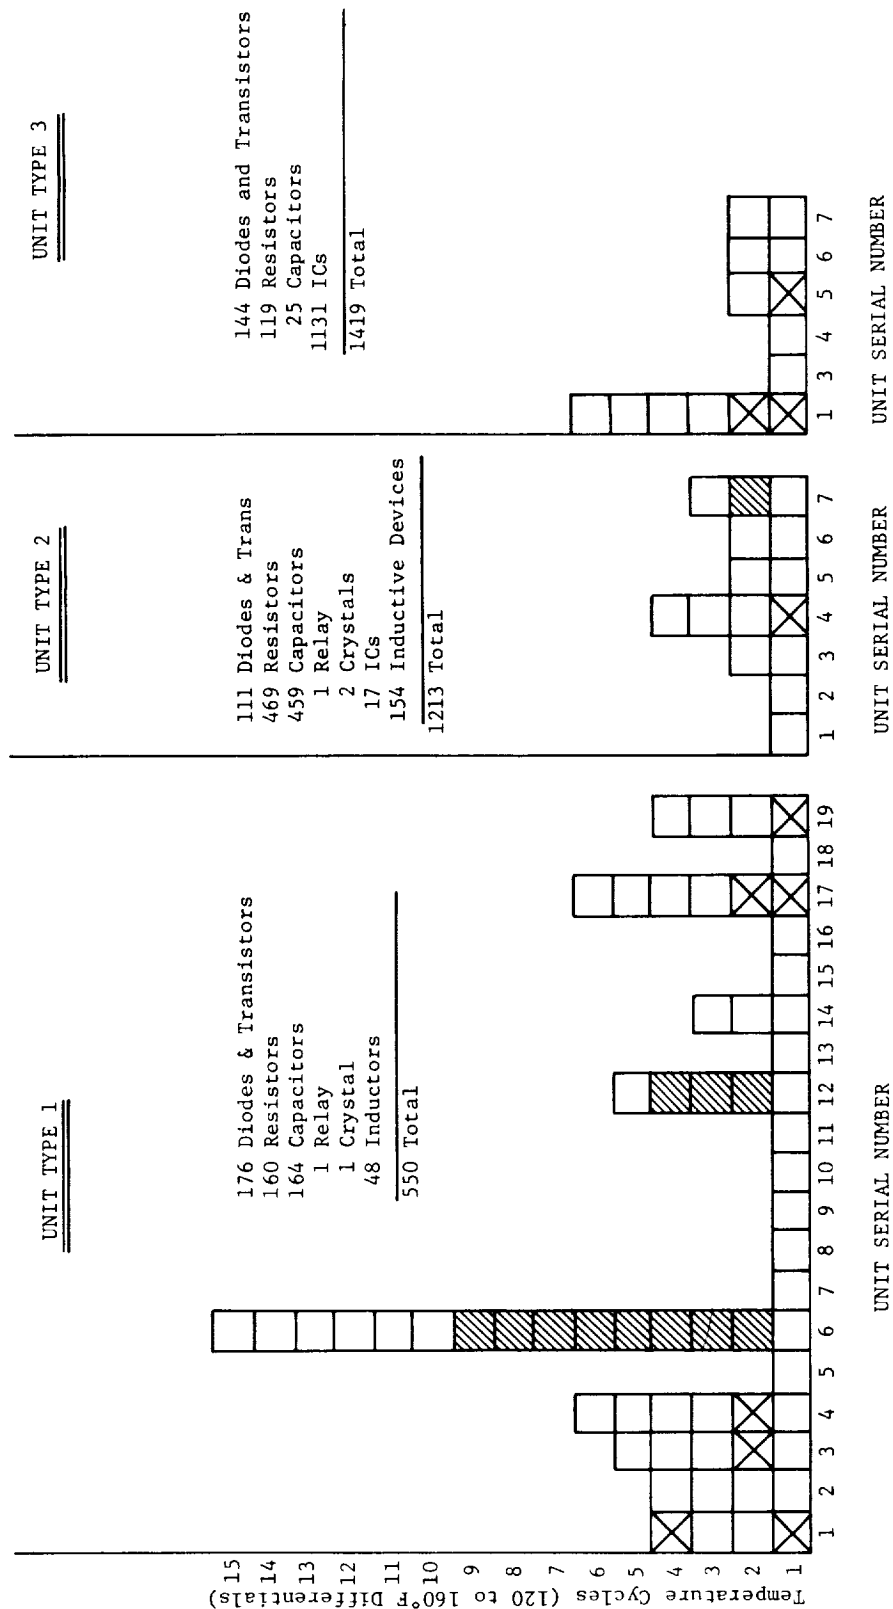 UNIT TYPE 1
176 Diodes & Transistors
160 Resistors
164 Capacitors
1 Relay
1 Crystal
48 Inductors
550 Total
UNIT TYPE 2
111 Diodes & Trans
469 Resistors
459 Capacitors
1 Relay
2 Crystals
17 ICs
154 Inductive Devices
1213 Total
UNIT TYPE 3
144 Diodes and Transistors
119 Resistors
25 Capacitors
1131 ICs
1419 Total
Temperature Cycles (120 to 160°F Differentials)
15
14
13
12
11
10
9
8
7
6
5
4
3
2
1
1 2 3 4 5 6 7 8 9 10 11 12 13 14 15 16 17 18 19
UNIT SERIAL NUMBER
1 2 3 4 5 6 7
UNIT SERIAL NUMBER
1 3 4 5 6 7
UNIT SERIAL NUMBER